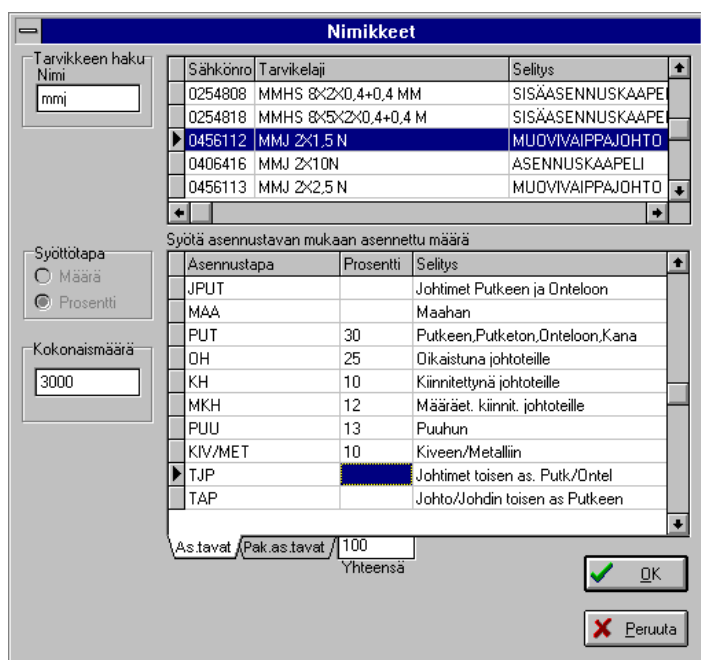 Nimikkeet
Tarvikkeen haku
Nimi
mmj
Sähkönro Tarvikelaji Selitys
0254808 MMHS 8X2X0,4+0,4 MM SISÄASENNUSKAAPEI
0254818 MMHS 8X5X2X0,4+0,4 M SISÄASENNUSKAAPEI
0456112 MMJ 2X1,5 N MUOVIVAIPPAJOHTO
0406416 MMJ 2X10N ASENNUSKAAPELI
0456113 MMJ 2X2,5 N MUOVIVAIPPAJOHTO
Syöttötapa
Määrä
Prosentti
Kokonaismäärä
3000
Syötä asennustavan mukaan asennettu määrä
Asennustapa Prosentti Selitys
JPUT Johtimet Putkeen ja Onteloon
MAA Maahan
PUT 30 Putkeen,Putketon,Onteloon,Kana
OH 25 Oikaistuna johtoteille
KH 10 Kiinnitettynä johtoteille
MKH 12 Määräet. kiinnit. johtoteille
PUU 13 Puuhun
KIV/MET 10 Kiveen/Metalliin
TJP Johtimet toisen as. Putk/Ontel
TAP Johto/Johdin toisen as Putkeen
As.tavat Pak.as.tavat 100
Yhteensä
OK
Peruuta